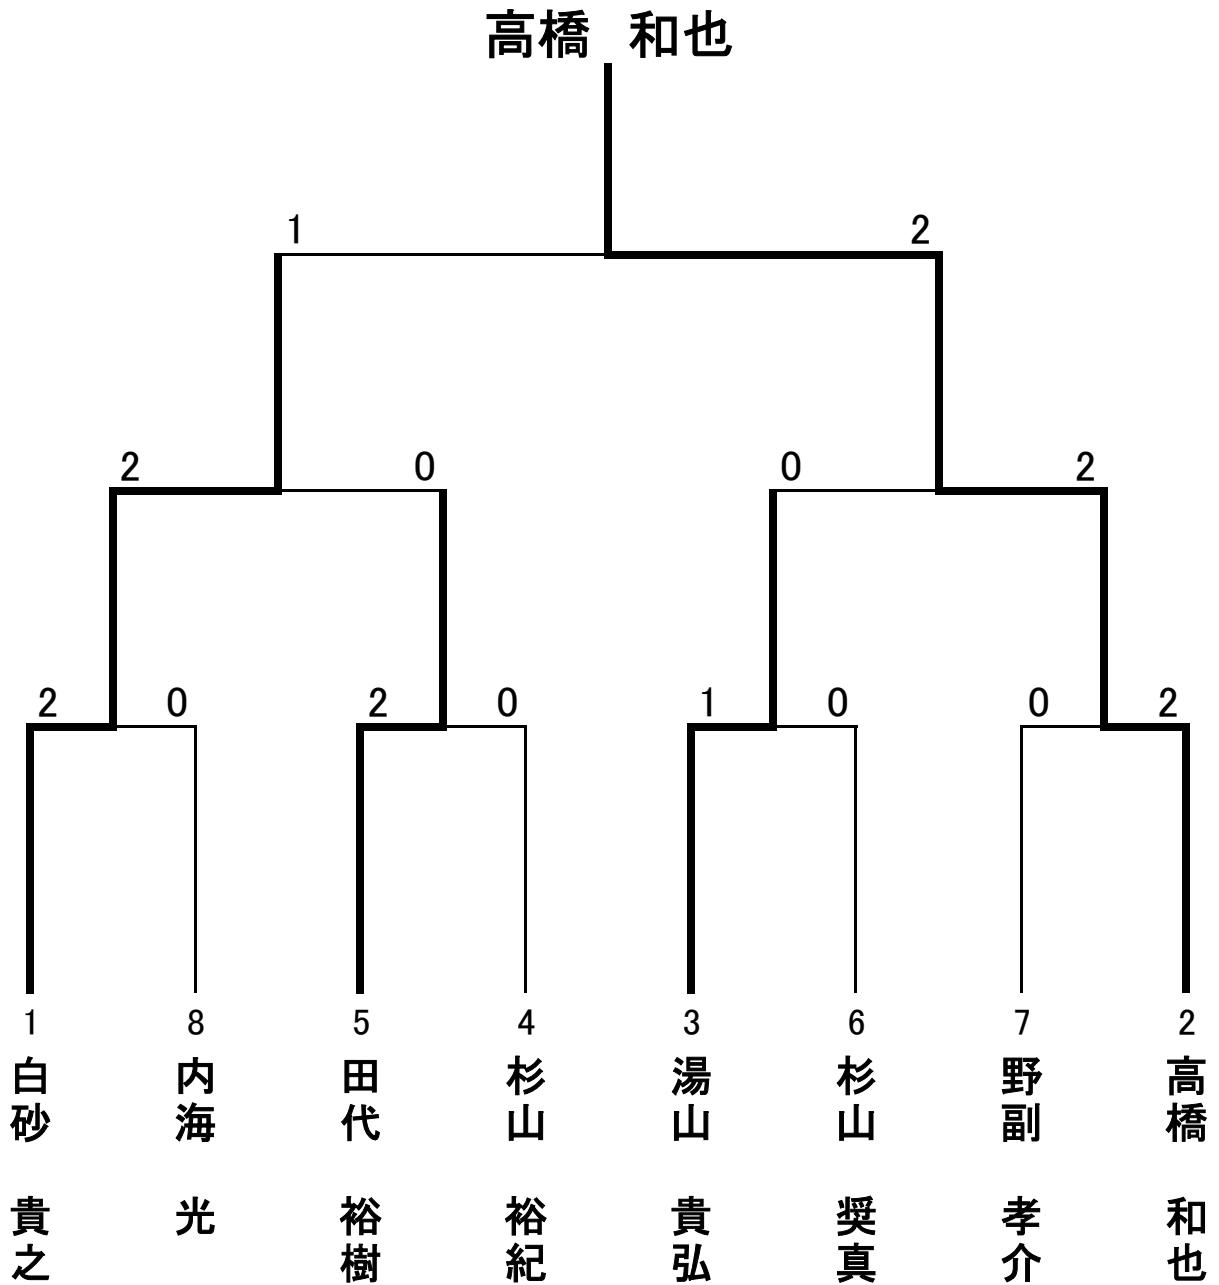 高橋　和也
1 2
2 0 0 2
2 0 2 0 1 0 0 2
1 8 5 4 3 6 7 2
白砂　貴之
内海　光
田代　裕樹
杉山　裕紀
湯山　貴弘
杉山　奨真
野副　孝介
高橋　和也